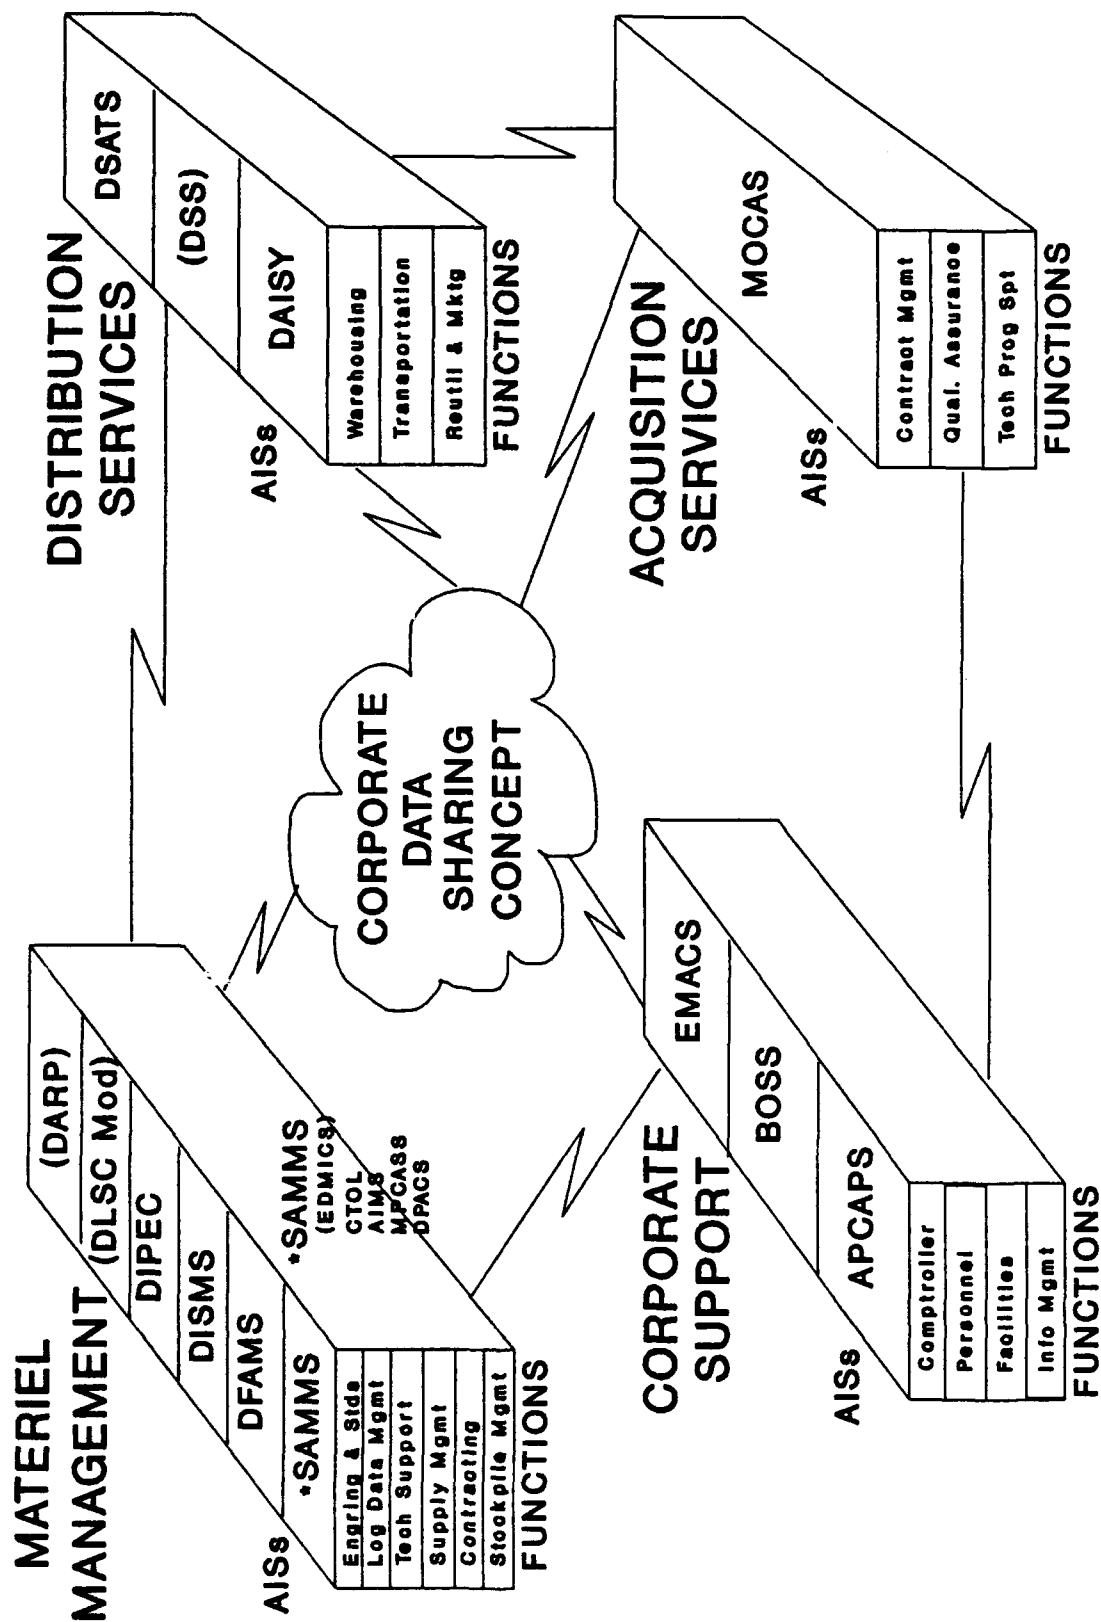 MATERIEL
MANAGEMENT
(DARP)
(DLSC Mod)
DIPEC
DISMS
DFAMS
*SAMMS
AISs
*SAMMS
(EDMICS)
CTOL
AIMS
MPCASS
DPACS
Engring & Stds
Log Data Mgmt
Tech Support
Supply Mgmt
Contracting
Stockpile Mgmt
FUNCTIONS
DISTRIBUTION
SERVICES
DSATS
(DSS)
DAISY
AISs
Warehousing
Transportation
Reutil & Mktg
FUNCTIONS
CORPORATE
DATA
SHARING
CONCEPT
CORPORATE
SUPPORT
EMACS
BOSS
APCAPS
AISs
Comptroller
Personnel
Facilities
Info Mgmt
FUNCTIONS
ACQUISITION
SERVICES
MOCAS
AISs
Contract Mgmt
Qual. Assurance
Tech Prog Spt
FUNCTIONS